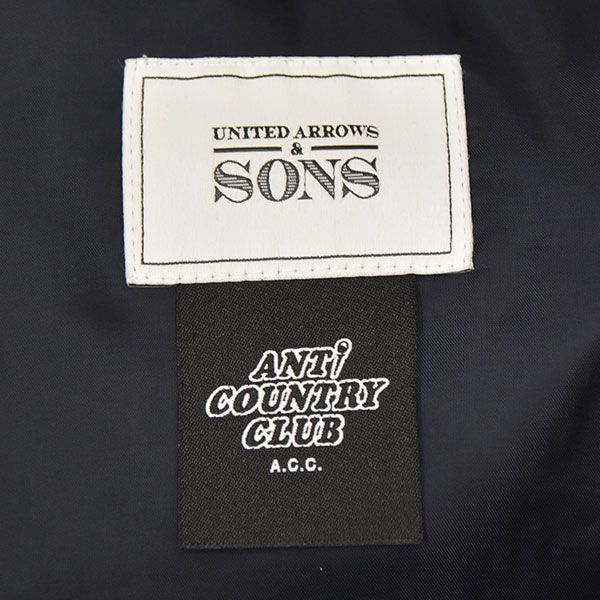 UNITED ARROWS
&
SONS
ANTi
COUNTRY
CLUB
A.C.C.